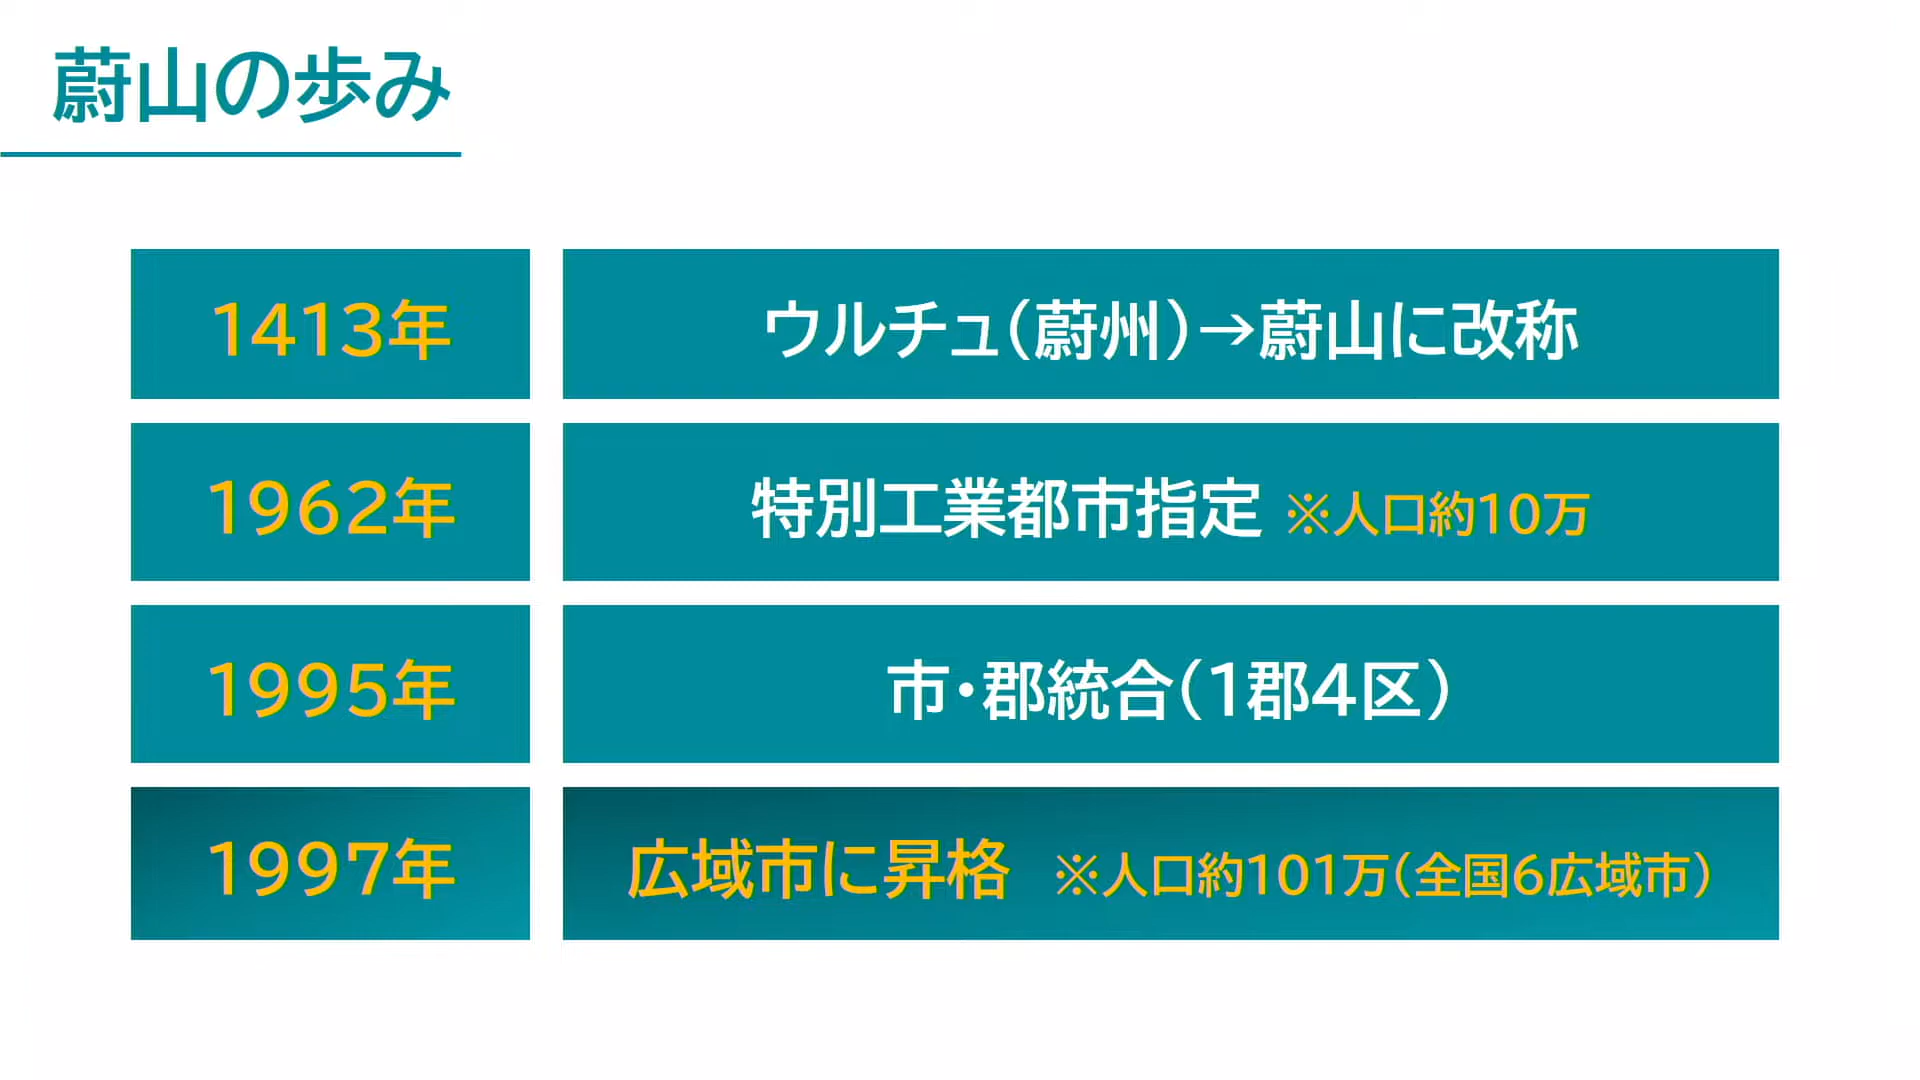 蔚山の歩み
1413年
ウルチュ(蔚州)→蔚山に改称
1962年
特別工業都市指定 ※人口約10万
1995年
市・郡統合(1郡4区)
1997年
広域市に昇格 ※人口約101万(全国6広域市)